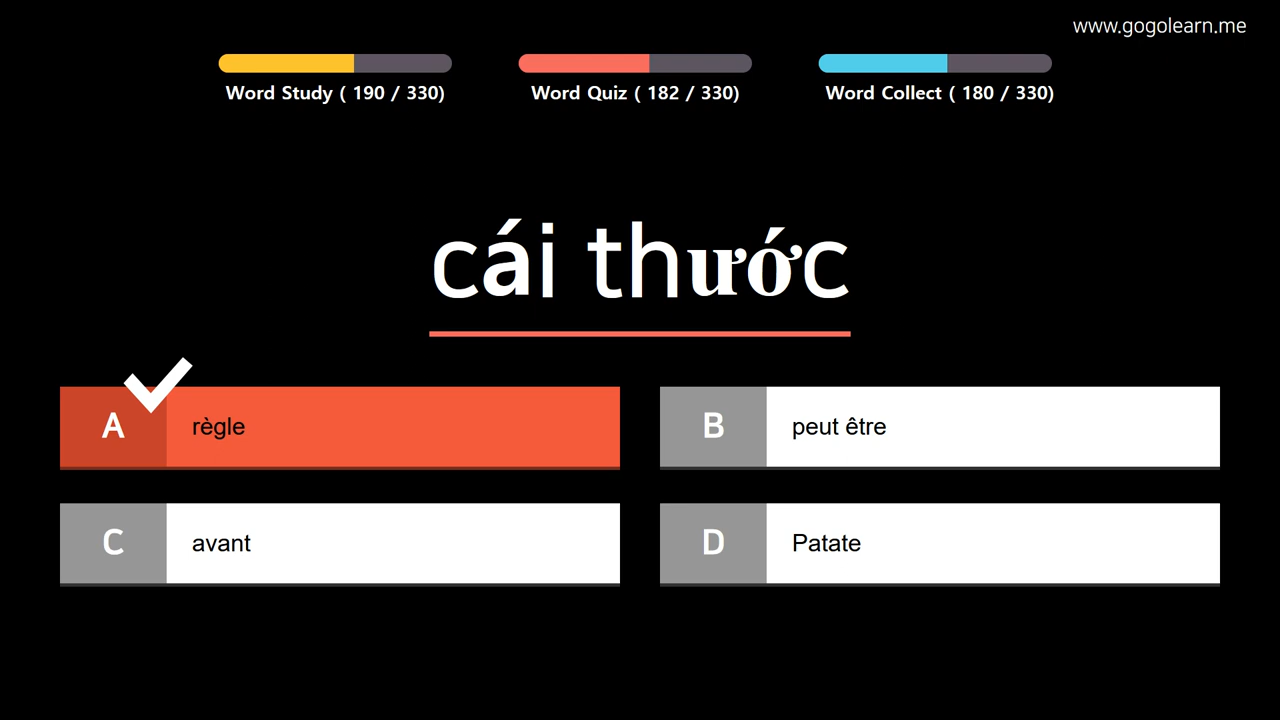 www.gogolearn.me
Word Study ( 190 / 330)
Word Quiz ( 182 / 330)
Word Collect ( 180 / 330)
cái thước
A règle
B peut être
C avant
D Patate